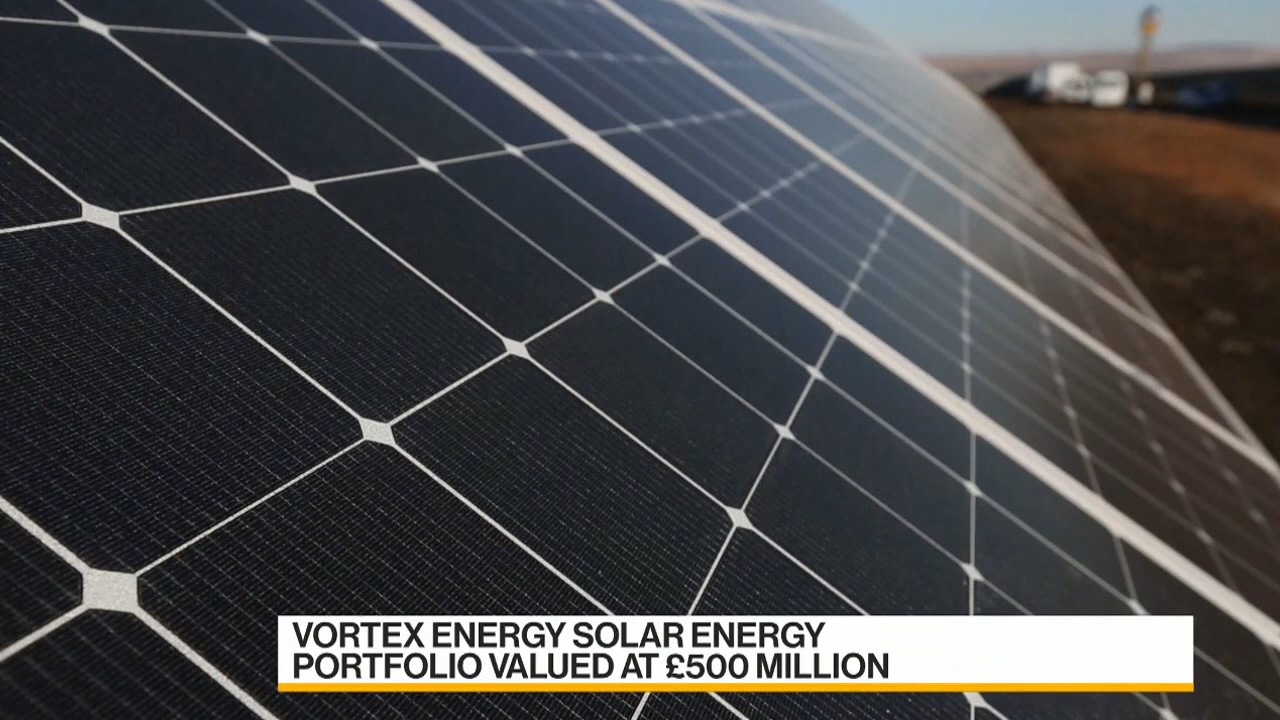 VORTEX ENERGY SOLAR ENERGY
PORTFOLIO VALUED AT £500 MILLION